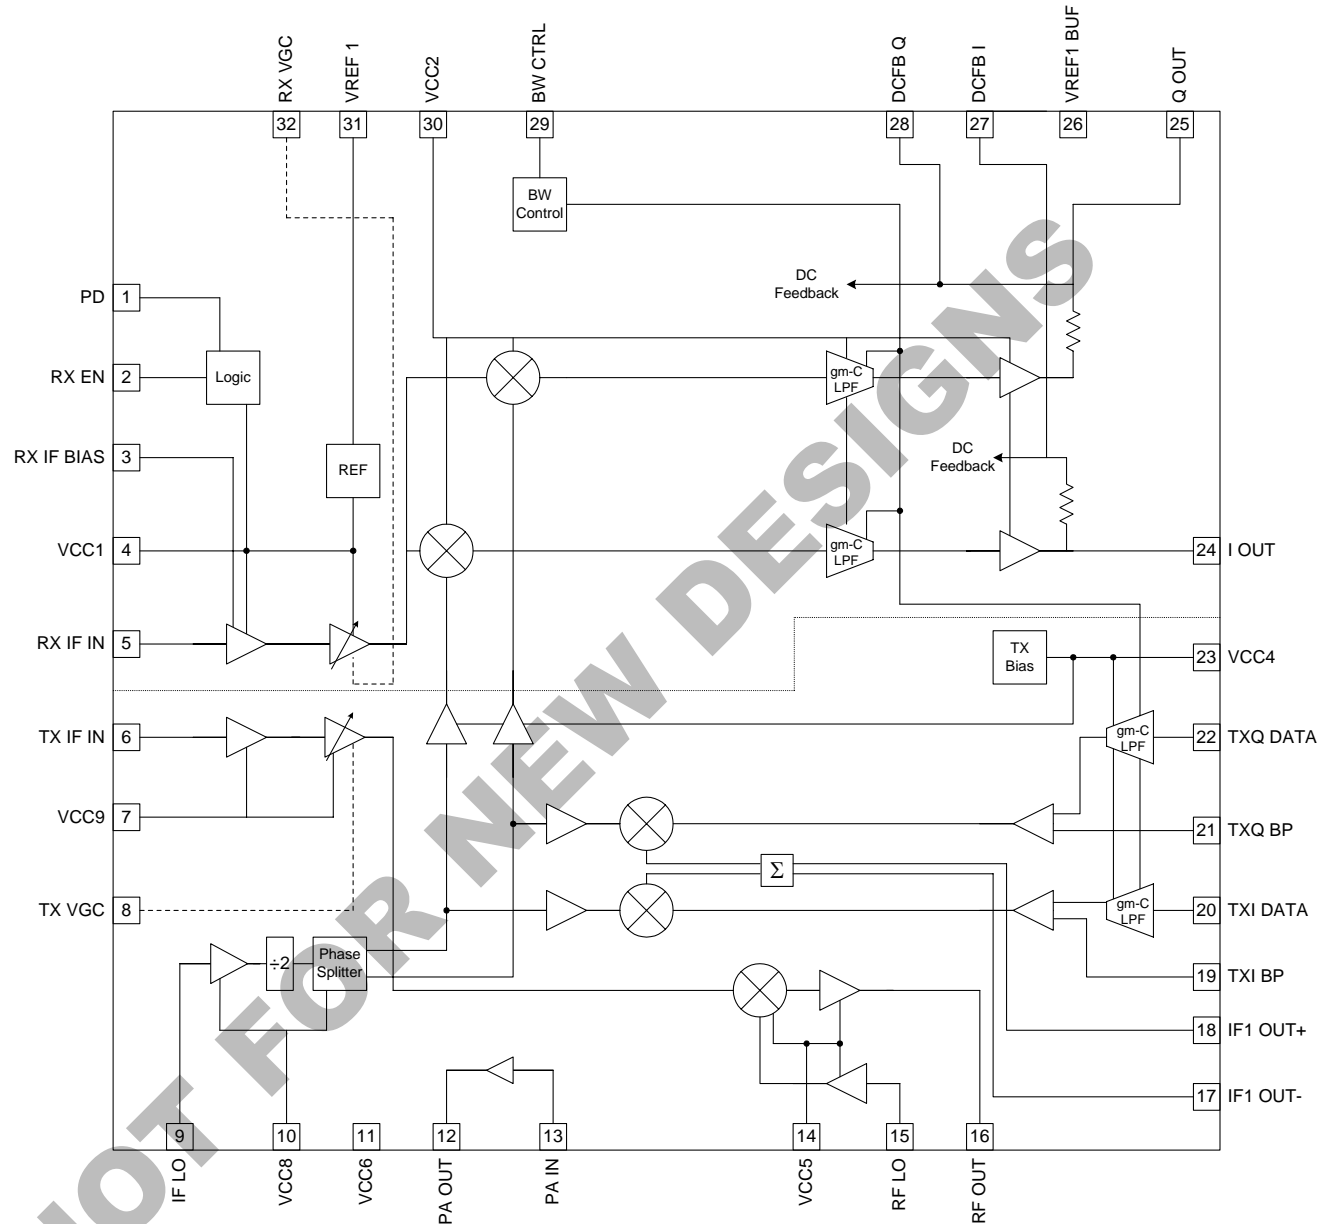 RX VGC
VREF 1
VCC2
BW CTRL
DCFB Q
DCFB I
VREF1 BUF
Q OUT
32
31
30
29
28
27
26
25
BW
Control
DC
Feedback
PD
1
RX EN
2
Logic
gm-C
LPF
RX IF BIAS
3
REF
DC
Feedback
VCC1
4
gm-C
LPF
24
I OUT
RX IF IN
5
TX
Bias
23
VCC4
TX IF IN
6
gm-C
LPF
22
TXQ DATA
VCC9
7
21
TXQ BP
Σ
TX VGC
8
gm-C
LPF
20
TXI DATA
÷2
Phase
Splitter
19
TXI BP
18
IF1 OUT+
17
IF1 OUT-
9
10
11
12
13
14
15
16
IF LO
VCC8
VCC6
PA OUT
PA IN
VCC5
RF LO
RF OUT
NOT FOR NEW DESIGNS